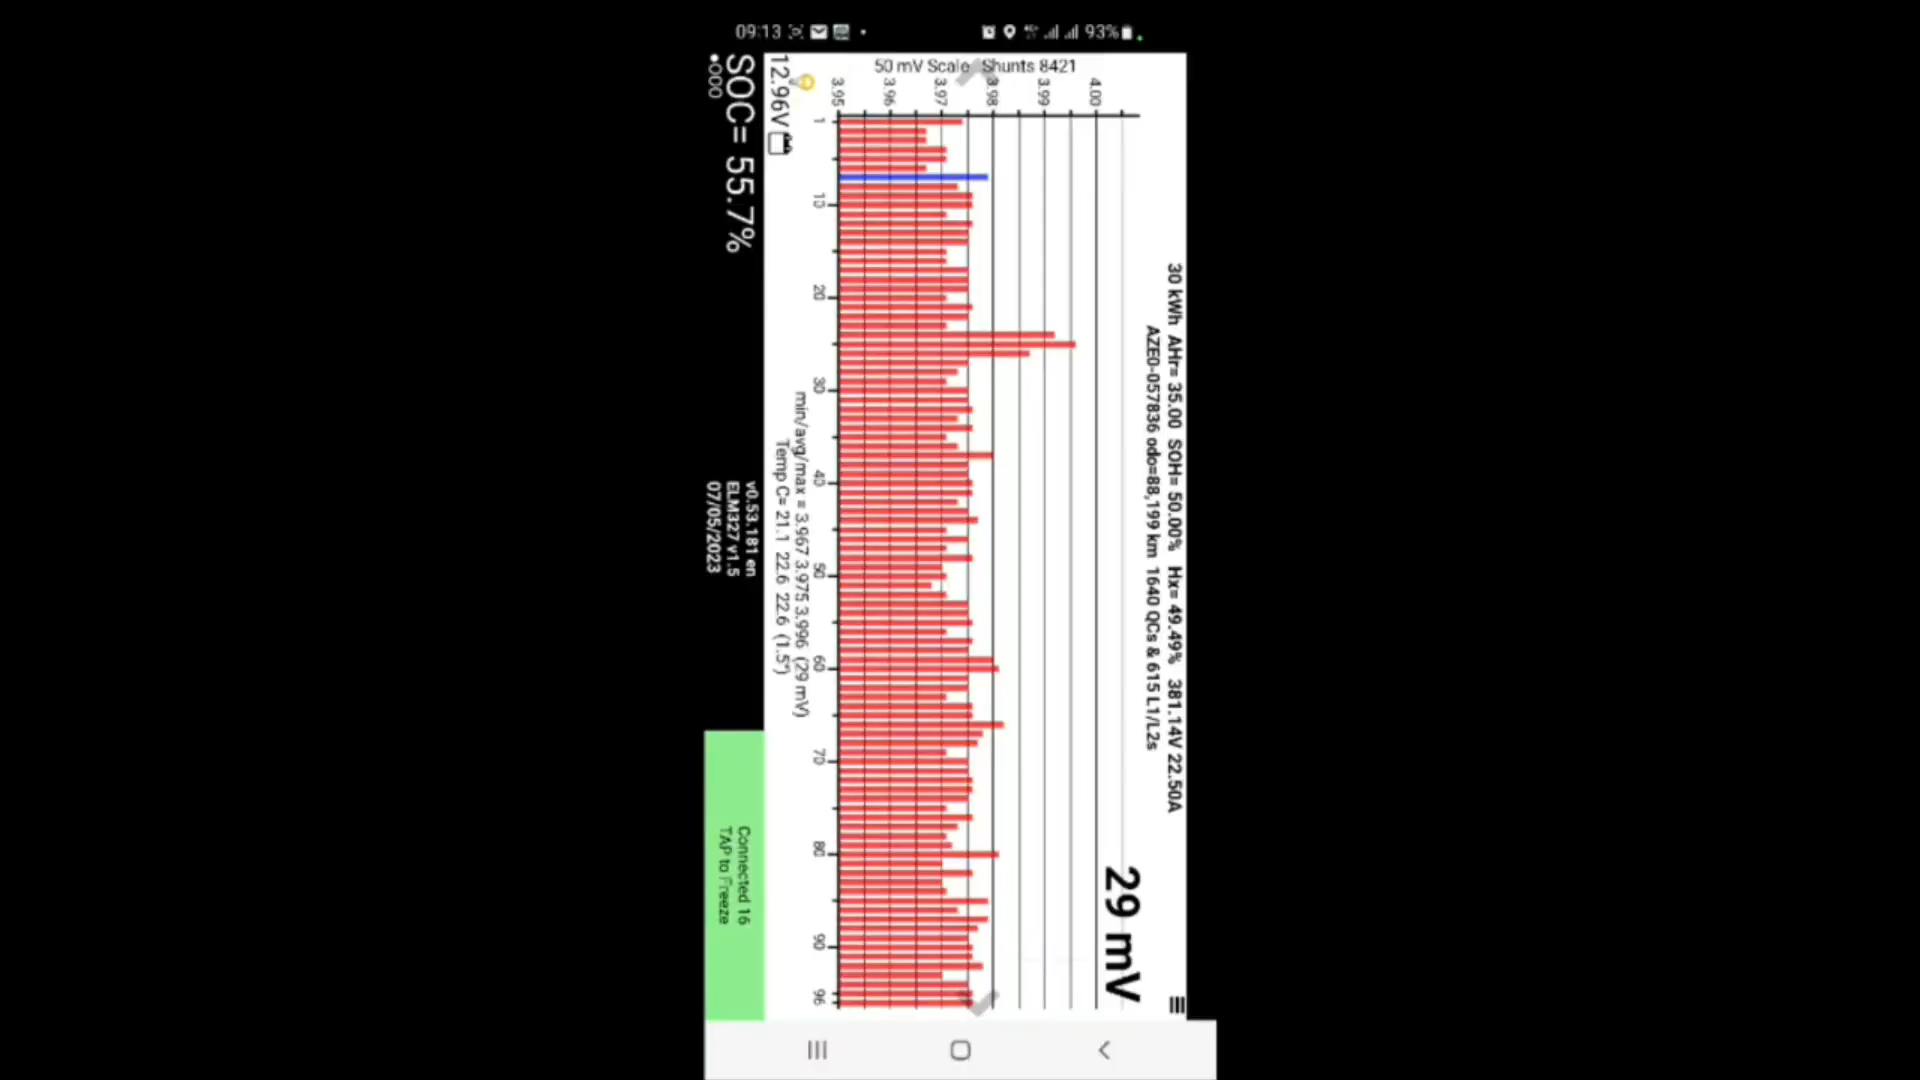 09:13
93%
30 kWh AHr= 35.00 SOH= 50.00% Hx= 49.49% 381.14V 22.50A
AZE0-057836 odo=88,199 km 1640 QCs & 615 L1/L2s
29 mV
50 mV Scale Shunts 8421
4.00
3.99
3.98
3.97
3.96
3.95
1 10 20 30 40 50 60 70 80 90 96
min/avg/max = 3.967 3.975 3.996 (29 mV)
Temp C= 21.1 22.6 22.6 (1.5°)
12.96V
SOC= 55.7%
●000
v0.53.181 en
ELM327 v1.5
07/05/2023
Connected 16
TAP to Freeze